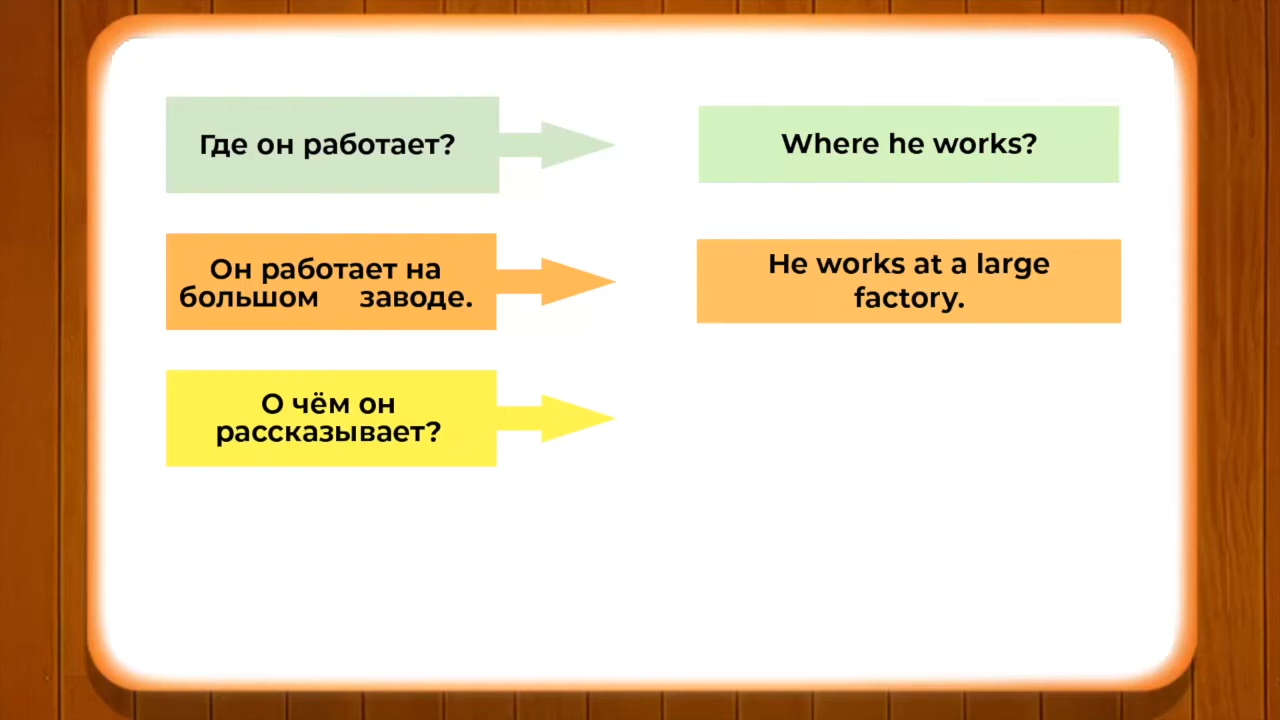 Где он работает?
Where he works?
Он работает на
большом заводе.
He works at a large
factory.
О чём он
рассказывает?